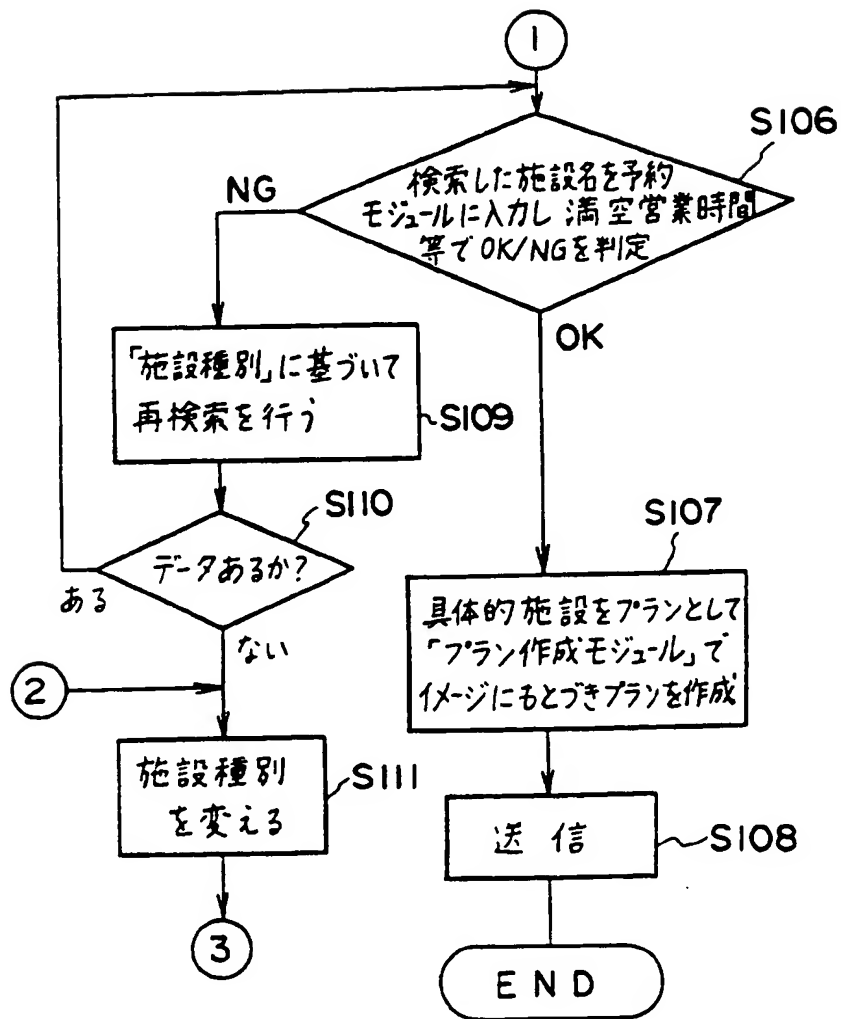 1
S106
検索した施設名を予約
モジュールに入力し 満空営業時間
等でOK/NGを判定
NG
OK
「施設種別」に基づいて
再検索を行う
S109
S110
データあるか?
ある
ない
2
施設種別
を変える
S111
3
S107
具体的施設をプランとして
「プラン作成モジュール」で
イメージにもとづきプランを作成
送信
S108
END